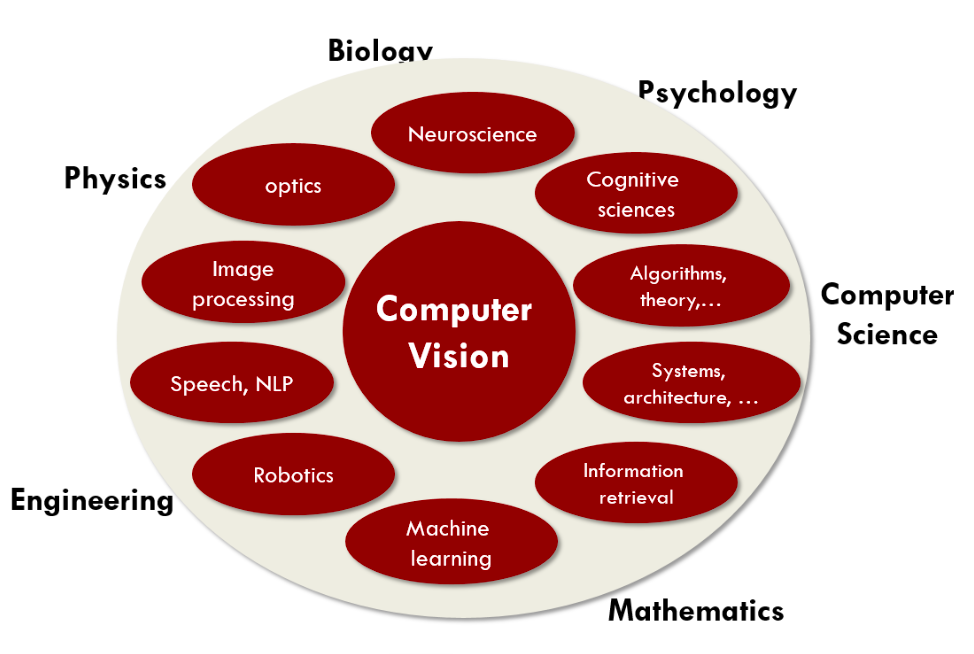 Biology
Psychology
Neuroscience
Physics
optics
Cognitive
sciences
Image
processing
Algorithms,
theory,...
Computer
Vision
Computer
Science
Speech, NLP
Systems,
architecture, ...
Robotics
Information
retrieval
Engineering
Machine
learning
Mathematics